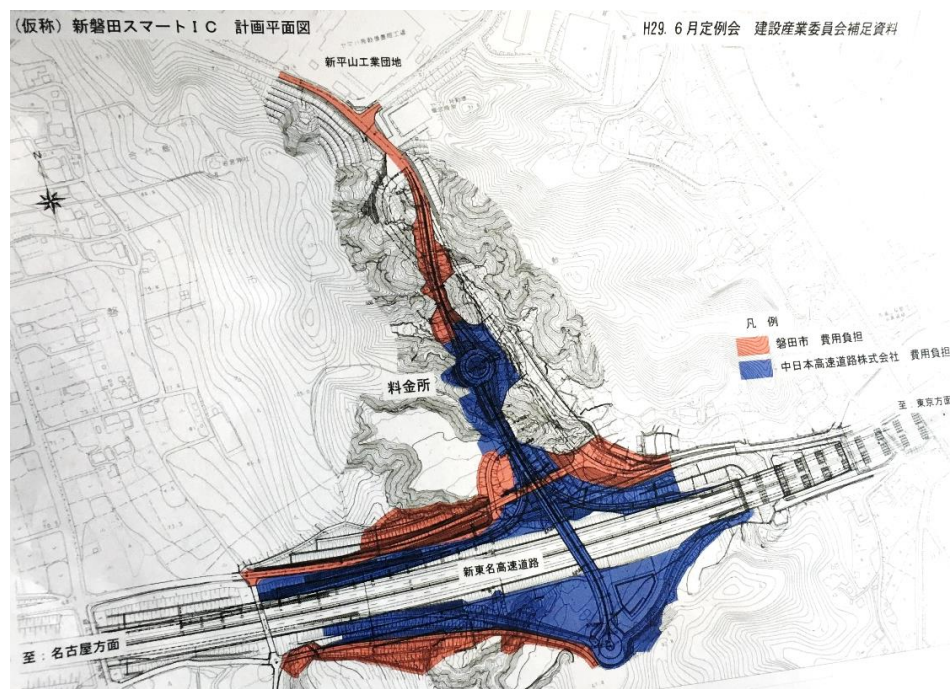 (仮称) 新磐田スマートIC 計画平面図
H29. 6月定例会 建設産業委員会補足資料
新平山工業団地
N
凡 例
磐田市 費用負担
中日本高速道路株式会社 費用負担
料金所
至 東京方面
新東名高速道路
至:名古屋方面